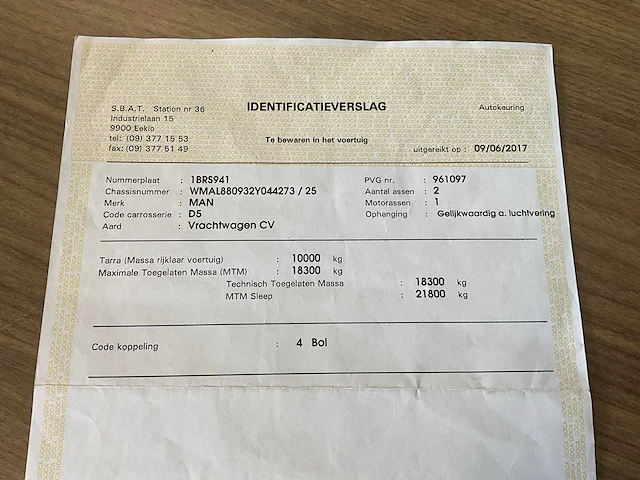 IDENTIFICATIEVERSLAG
S.B.A.T. Station nr 36
Industrielaan 15
9900 Eeklo
tel: (09) 377 15 53
fax: (09) 377 51 49
Autokeuring
Te bewaren in het voertuig
uitgereikt op : 09/06/2017
Nummerplaat : 1BRS941
Chassisnummer : WMAL880932Y044273 / 25
Merk : MAN
Code carrosserie : D5
Aard : Vrachtwagen CV
PVG nr. : 961097
Aantal assen : 2
Motorassen : 1
Ophanging : Gelijkwaardig a. luchtvering
Tarra (Massa rijklaar voertuig) : 10000 kg
Maximale Toegelaten Massa (MTM) : 18300 kg
Technisch Toegelaten Massa : 18300 kg
MTM Sleep : 21800 kg
Code koppeling : 4 Bol